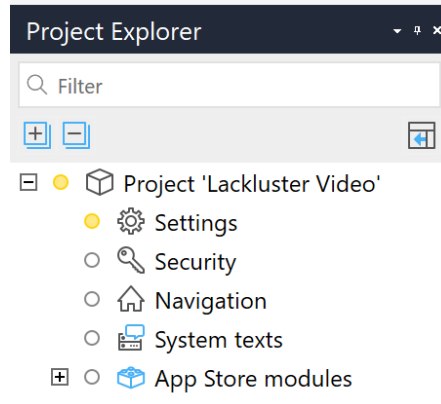 Project Explorer
Filter
Project 'Lackluster Video'
Settings
Security
Navigation
System texts
App Store modules